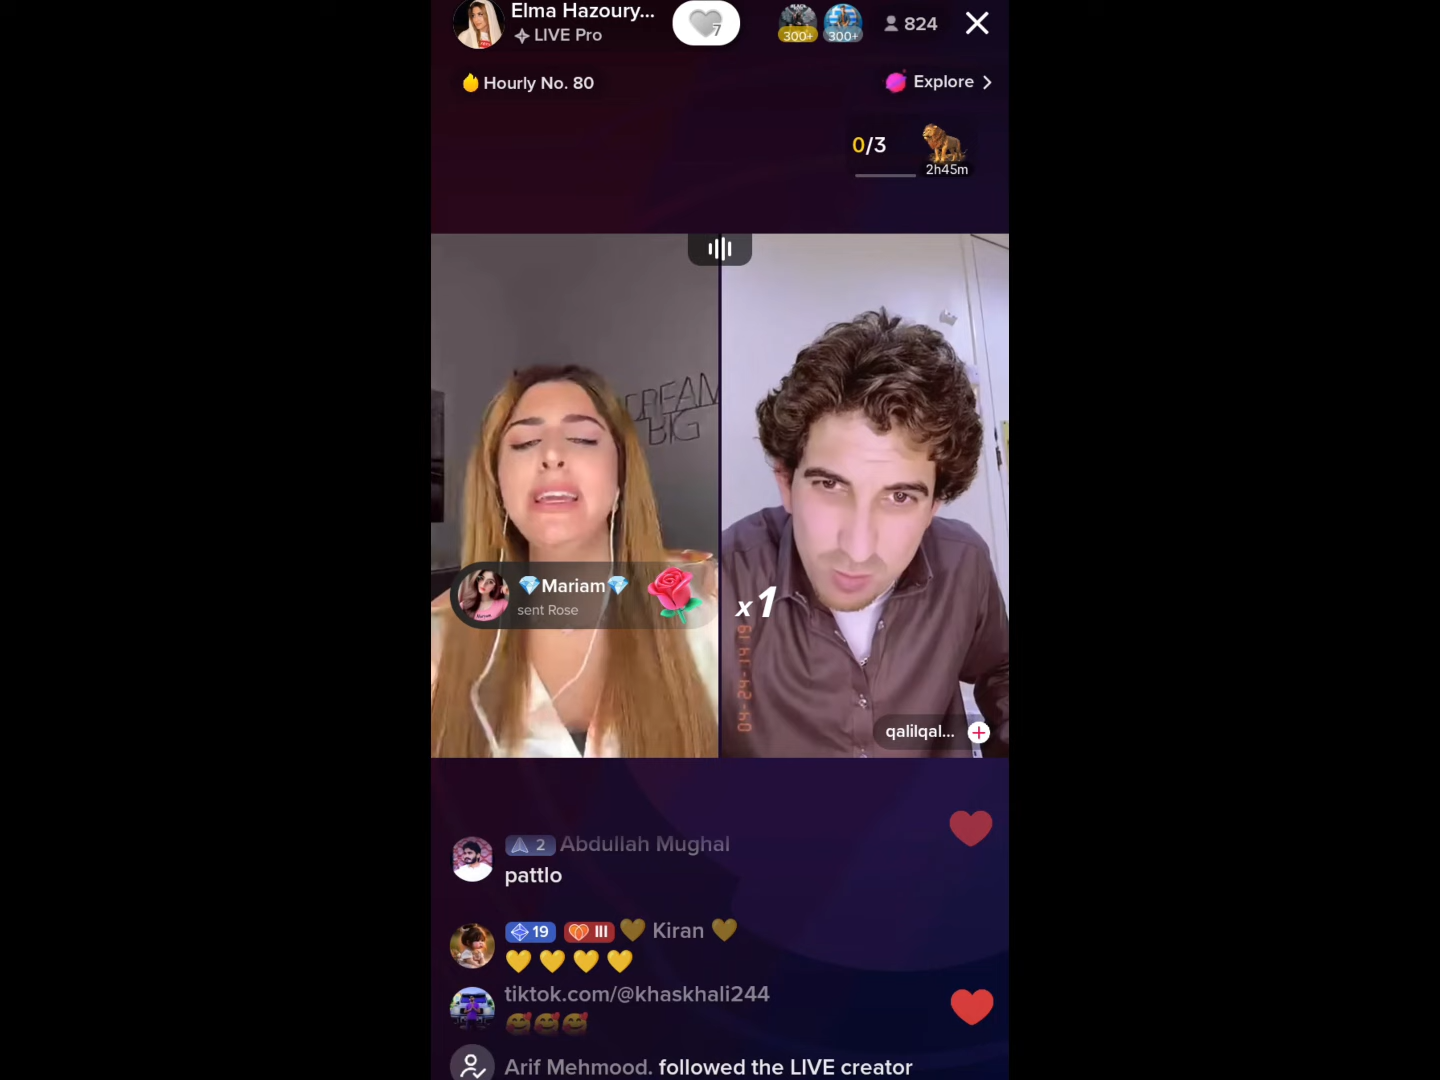 Elma Hazoury...
LIVE Pro
7
300+
300+
824
Hourly No. 80
Explore
0/3
2h45m
DREAM
BIG
💎Mariam💎
sent Rose
x1
qalilqal...
2 Abdullah Mughal
pattlo
19 III 💛 Kiran 💛
💛 💛 💛 💛
tiktok.com/@khaskhali244
🥰🥰🥰
Arif Mehmood. followed the LIVE creator